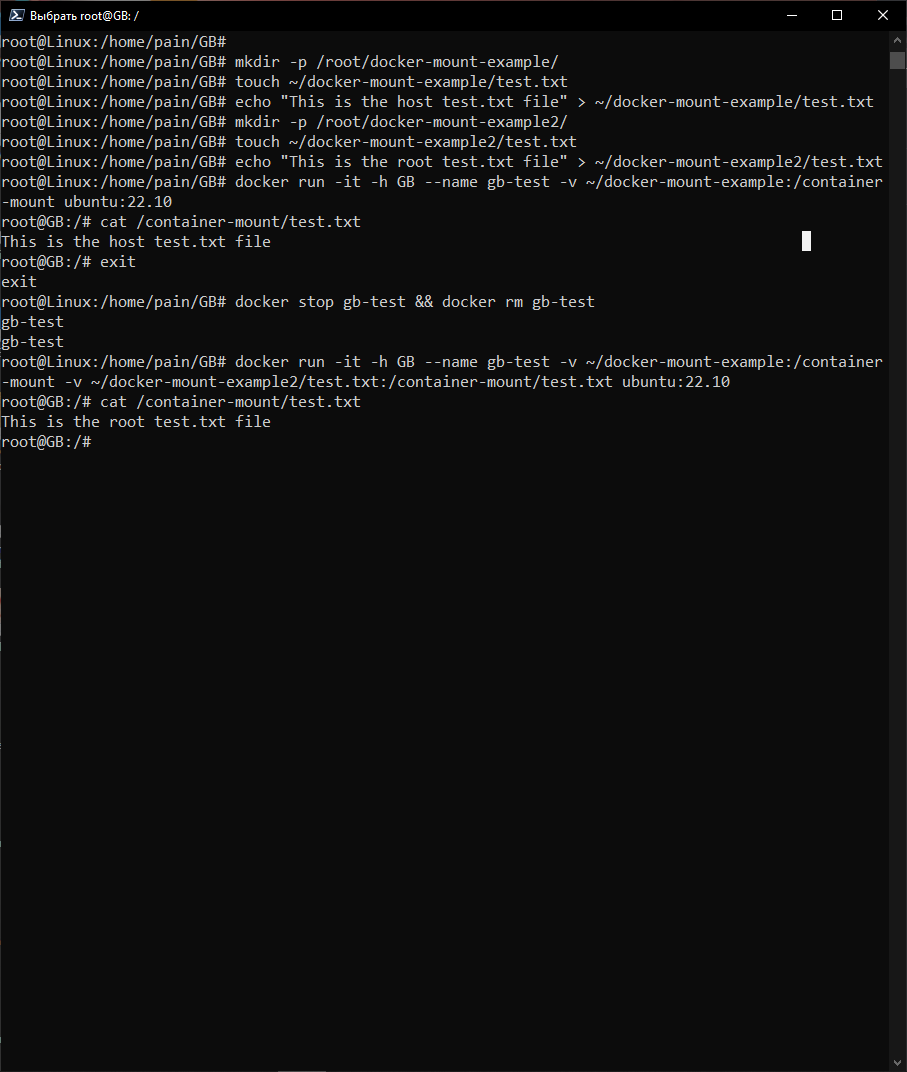 Выбрать root@GB: /
root@Linux:/home/pain/GB#
root@Linux:/home/pain/GB# mkdir -p /root/docker-mount-example/
root@Linux:/home/pain/GB# touch ~/docker-mount-example/test.txt
root@Linux:/home/pain/GB# echo "This is the host test.txt file" > ~/docker-mount-example/test.txt
root@Linux:/home/pain/GB# mkdir -p /root/docker-mount-example2/
root@Linux:/home/pain/GB# touch ~/docker-mount-example2/test.txt
root@Linux:/home/pain/GB# echo "This is the root test.txt file" > ~/docker-mount-example2/test.txt
root@Linux:/home/pain/GB# docker run -it -h GB --name gb-test -v ~/docker-mount-example:/container
-mount ubuntu:22.10
root@GB:/# cat /container-mount/test.txt
This is the host test.txt file
root@GB:/# exit
exit
root@Linux:/home/pain/GB# docker stop gb-test && docker rm gb-test
gb-test
gb-test
root@Linux:/home/pain/GB# docker run -it -h GB --name gb-test -v ~/docker-mount-example:/container
-mount -v ~/docker-mount-example2/test.txt:/container-mount/test.txt ubuntu:22.10
root@GB:/# cat /container-mount/test.txt
This is the root test.txt file
root@GB:/#